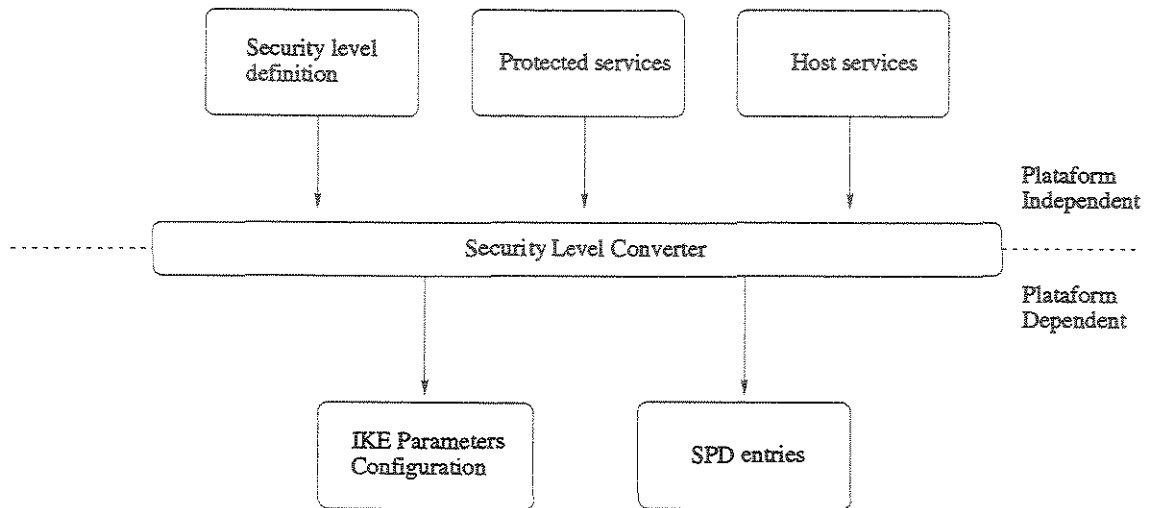 Security level
definition
Protected services
Host services
Plataform
Independent
Security Level Converter
Plataform
Dependent
IKE Parameters
Configuration
SPD entries